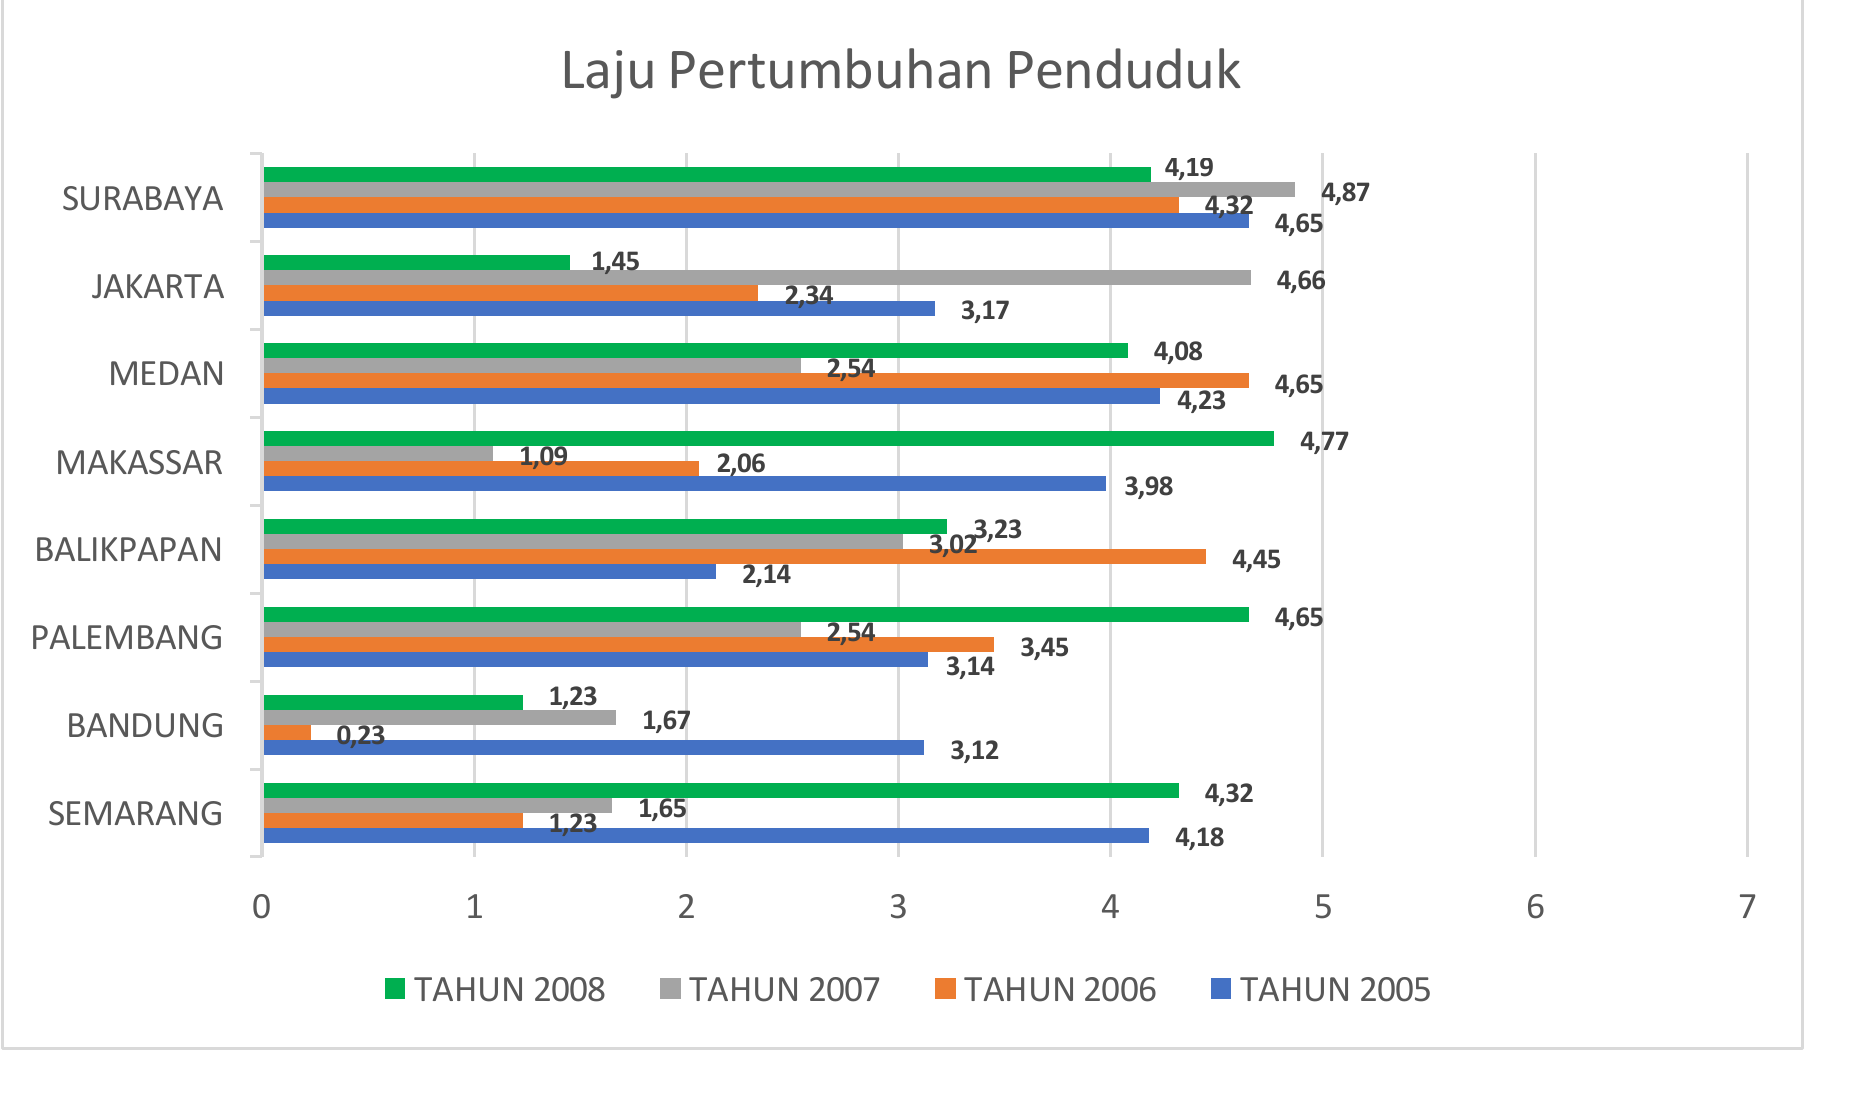 Laju Pertumbuhan Penduduk
SURABAYA
4,19
4,87
4,32
4,65
JAKARTA
1,45
4,66
2,34
3,17
MEDAN
4,08
2,54
4,65
4,23
MAKASSAR
4,77
1,09
2,06
3,98
BALIKPAPAN
3,23
3,02
4,45
2,14
PALEMBANG
4,65
2,54
3,45
3,14
BANDUNG
1,23
1,67
0,23
3,12
SEMARANG
4,32
1,65
1,23
4,18
0 1 2 3 4 5 6 7
TAHUN 2008 TAHUN 2007 TAHUN 2006 TAHUN 2005